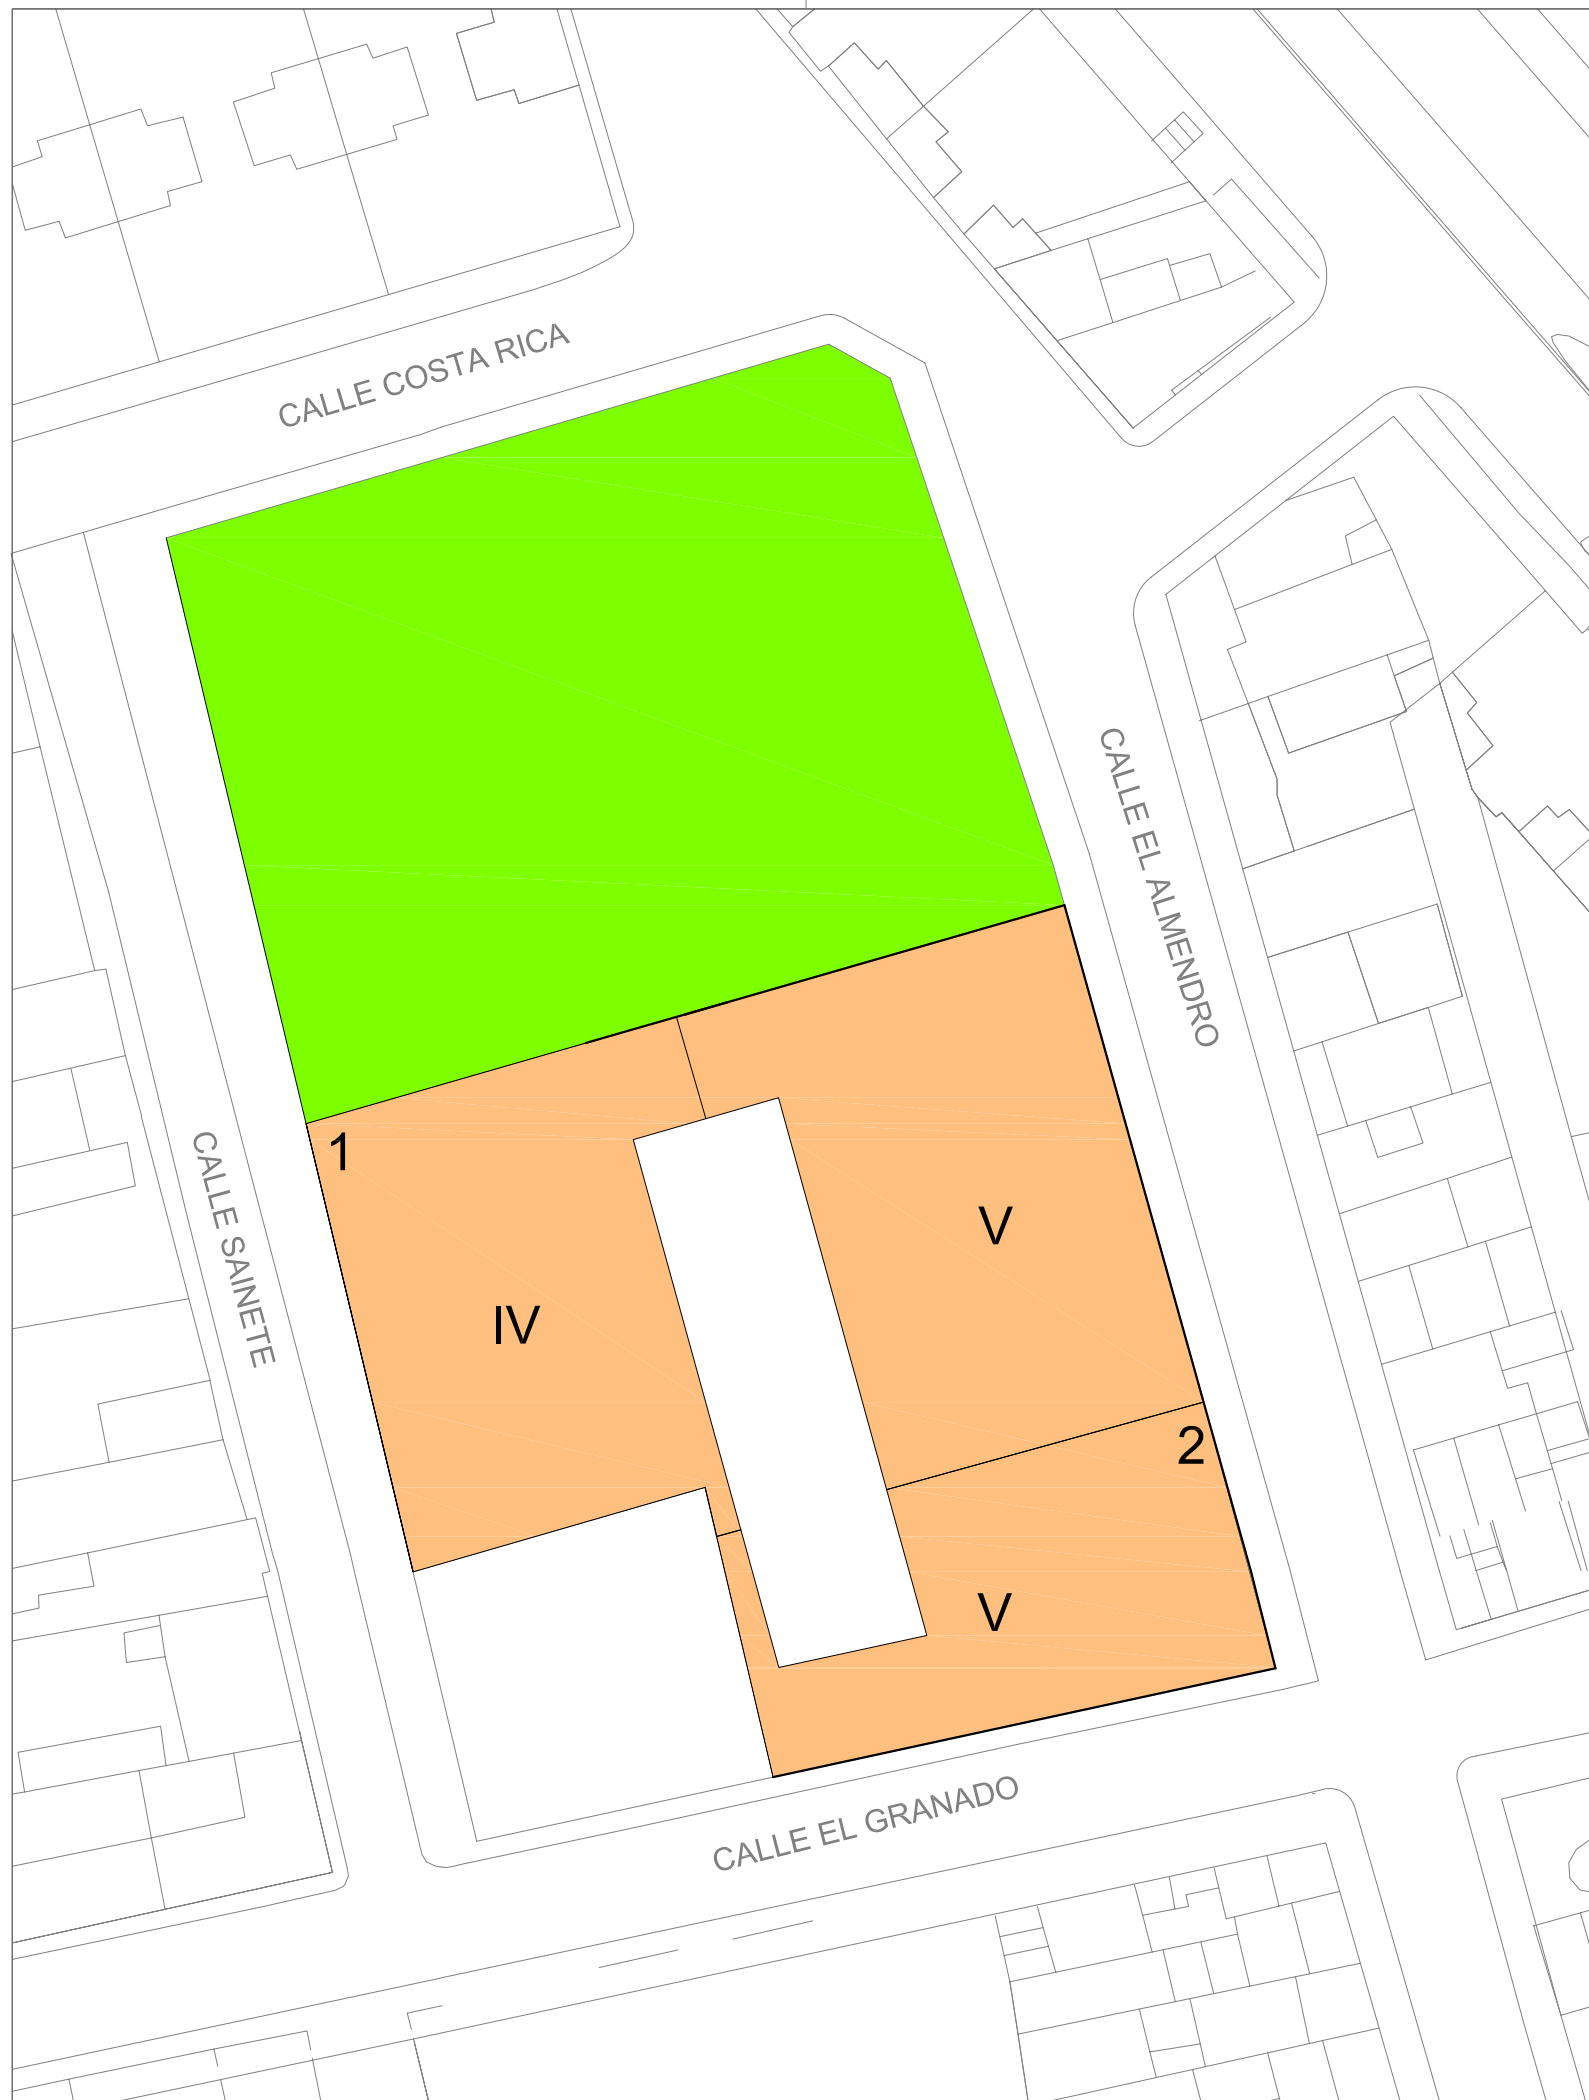 CALLE COSTA RICA
CALLE EL ALMENDRO
1
CALLE SAINETE
V
IV
2
V
CALLE EL GRANADO